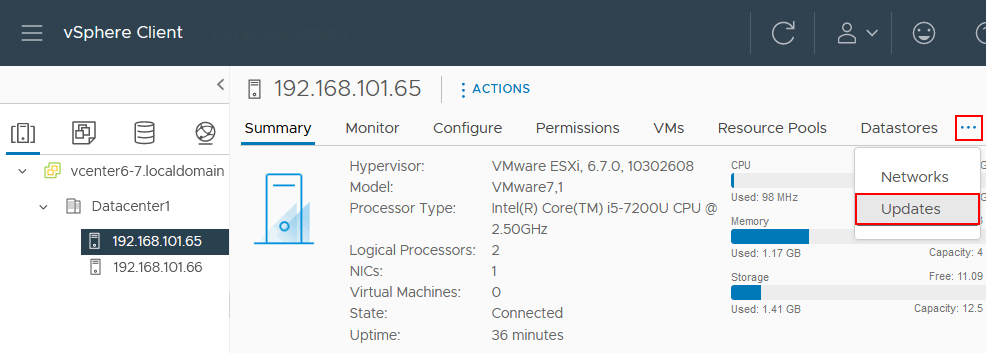 vSphere Client
192.168.101.65
ACTIONS
Summary Monitor Configure Permissions VMs Resource Pools Datastores ...
Networks
Updates
vcenter6-7.localdomain
Datacenter1
192.168.101.65
192.168.101.66
Hypervisor: VMware ESXi, 6.7.0, 10302608
Model: VMware7,1
Processor Type: Intel(R) Core(TM) i5-7200U CPU @
2.50GHz
Logical Processors: 2
NICs: 1
Virtual Machines: 0
State: Connected
Uptime: 36 minutes
CPU
Used: 98 MHz
Memory
Used: 1.17 GB Capacity: 4
Storage Free: 11.09
Used: 1.41 GB Capacity: 12.5